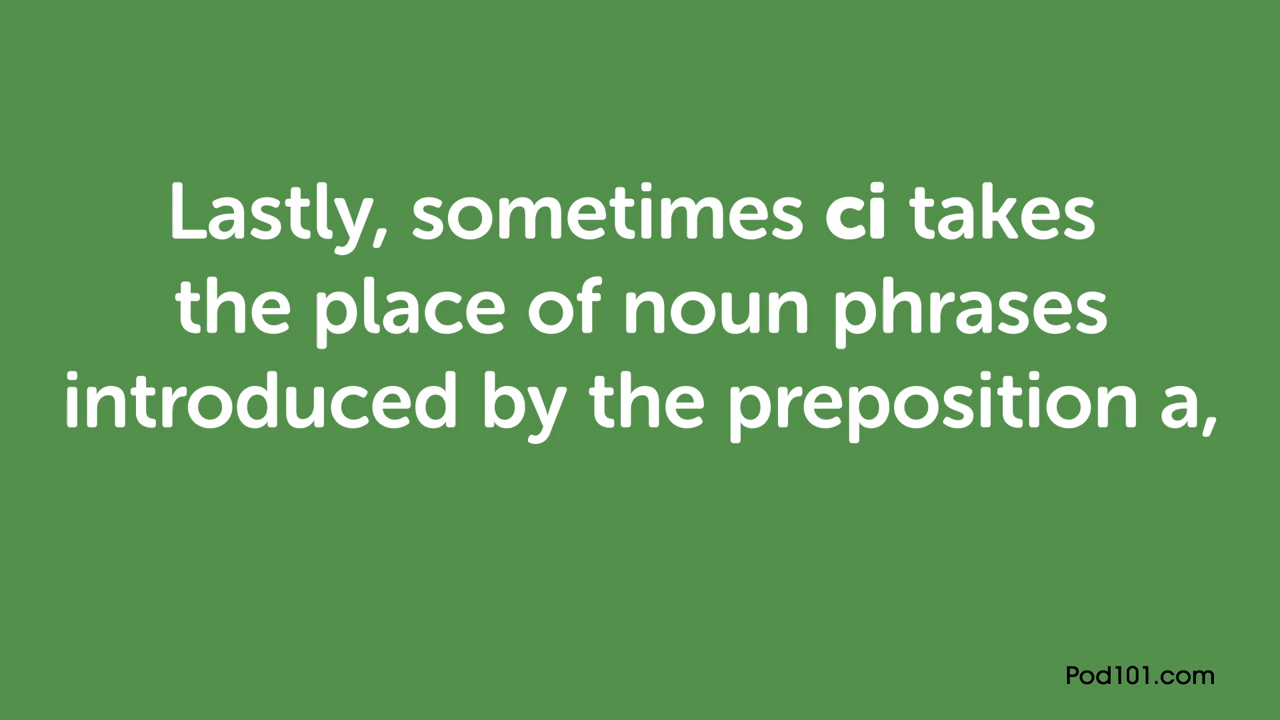 Lastly, sometimes ci takes
the place of noun phrases
introduced by the preposition a,
Pod101.com